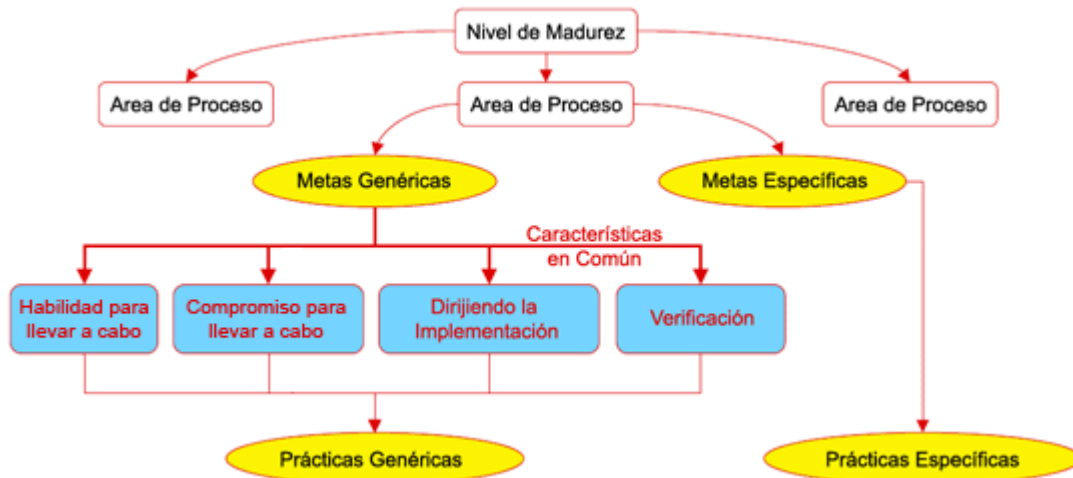 Nivel de Madurez
Area de Proceso
Area de Proceso
Area de Proceso
Metas Genéricas
Metas Específicas
Características
en Común
Habilidad para
llevar a cabo
Compromiso para
llevar a cabo
Dirijiendo la
Implementación
Verificación
Prácticas Genéricas
Prácticas Específicas